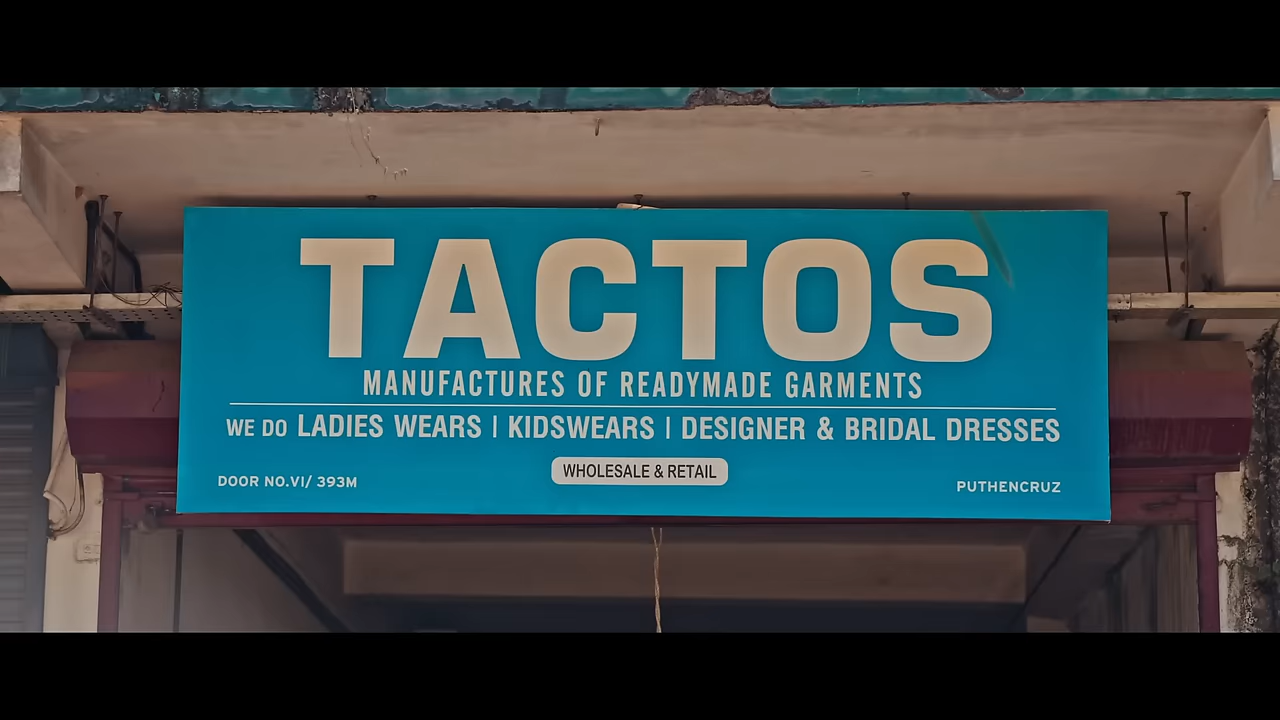 TACTOS
MANUFACTURES OF READYMADE GARMENTS
WE DO LADIES WEARS | KIDSWEARS | DESIGNER & BRIDAL DRESSES
WHOLESALE & RETAIL
DOOR NO.VI/ 393M
PUTHENCRUZ